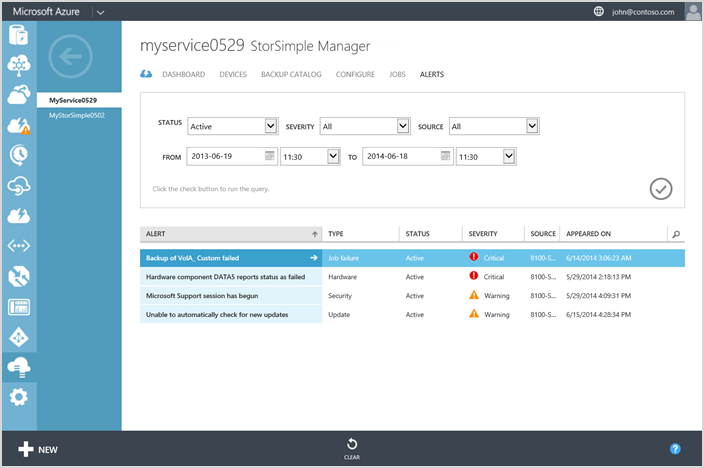 Microsoft Azure john@contoso.com
myservice0529 StorSimple Manager
DASHBOARD DEVICES BACKUP CATALOG CONFIGURE JOBS ALERTS
MyService0529
MyStorSimple0502
STATUS Active SEVERITY All SOURCE All
FROM 2013-06-19 11:30 TO 2014-06-18 11:30
Click the check button to run the query.
ALERT TYPE STATUS SEVERITY SOURCE APPEARED ON
Backup of VolA_Custom failed Job failure Active Critical 8100-S... 6/14/2014 3:06:23 AM
Hardware component DATA5 reports status as failed Hardware Active Critical 8100-S... 5/29/2014 2:18:13 PM
Microsoft Support session has begun Security Active Warning 8100-S... 5/29/2014 4:09:31 PM
Unable to automatically check for new updates Update Active Warning 8100-S... 6/15/2014 4:28:34 PM
NEW CLEAR ?